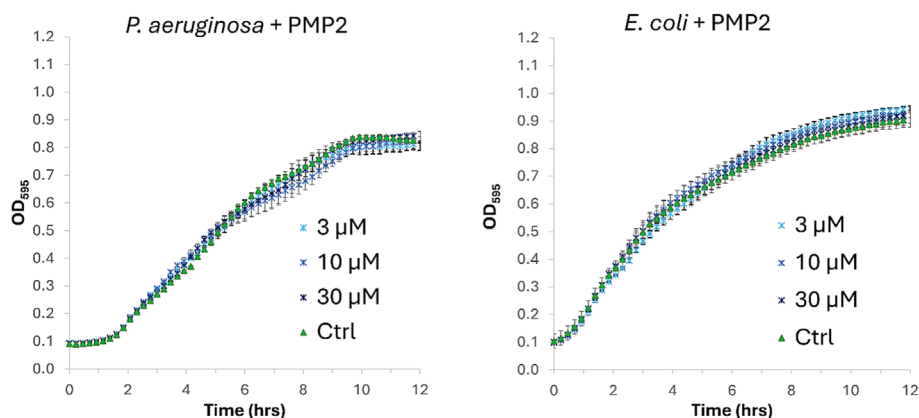 P. aeruginosa + PMP2
1.2
1.1
1.0
0.9
0.8
0.7
0.6
0.5
0.4
0.3
0.2
0.1
0.0
OD595
3 µM
10 µM
30 µM
Ctrl
0 2 4 6 8 10 12
Time (hrs)
E. coli + PMP2
1.2
1.1
1.0
0.9
0.8
0.7
0.6
0.5
0.4
0.3
0.2
0.1
0.0
OD595
3 µM
10 µM
30 µM
Ctrl
0 2 4 6 8 10 12
Time (hrs)